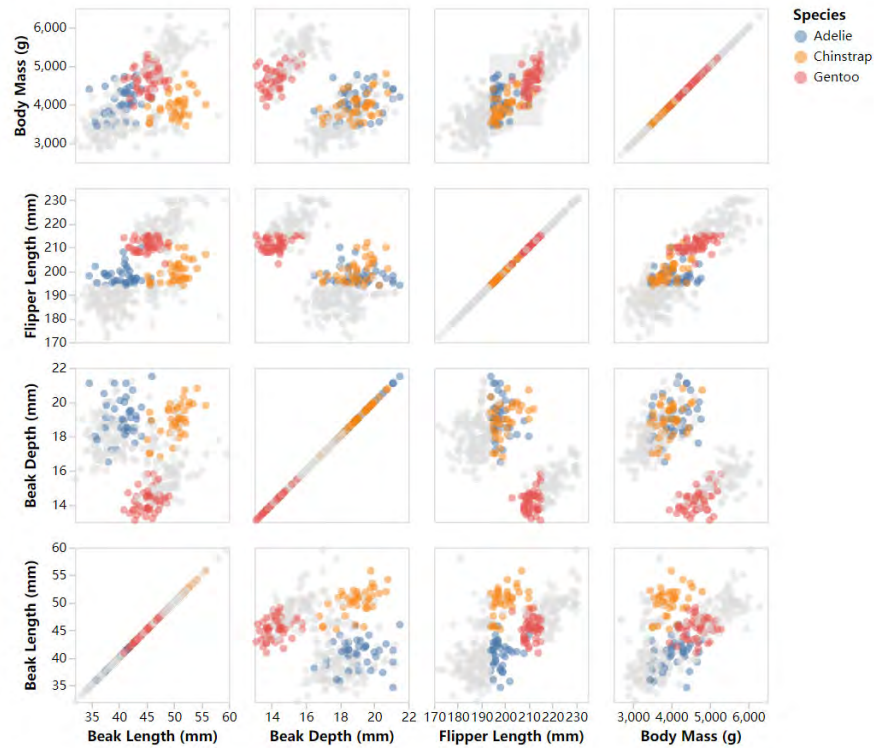 Species
Adelie
Chinstrap
Gentoo
Body Mass (g)
6,000
5,000
4,000
3,000
Flipper Length (mm)
230
220
210
200
190
180
170
Beak Depth (mm)
22
20
18
16
14
Beak Length (mm)
60
55
50
45
40
35
35 40 45 50 55 60
Beak Length (mm)
14 16 18 20 22
Beak Depth (mm)
170 180 190 200 210 220 230
Flipper Length (mm)
3,000 4,000 5,000 6,000
Body Mass (g)